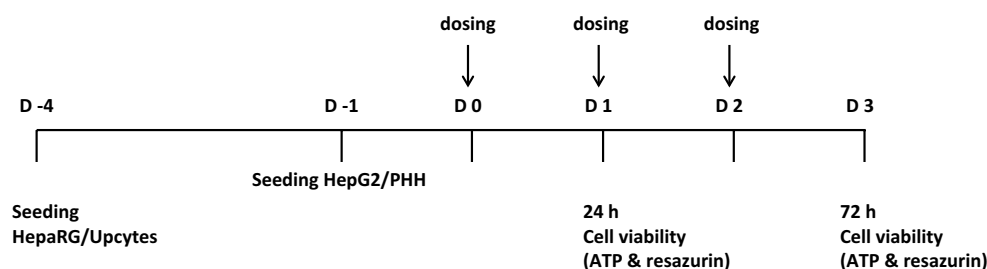 dosing dosing dosing
D -4 D -1 D 0 D 1 D 2 D 3
Seeding HepG2/PHH
Seeding
HepaRG/Upcytes
24 h
Cell viability
(ATP & resazurin)
72 h
Cell viability
(ATP & resazurin)